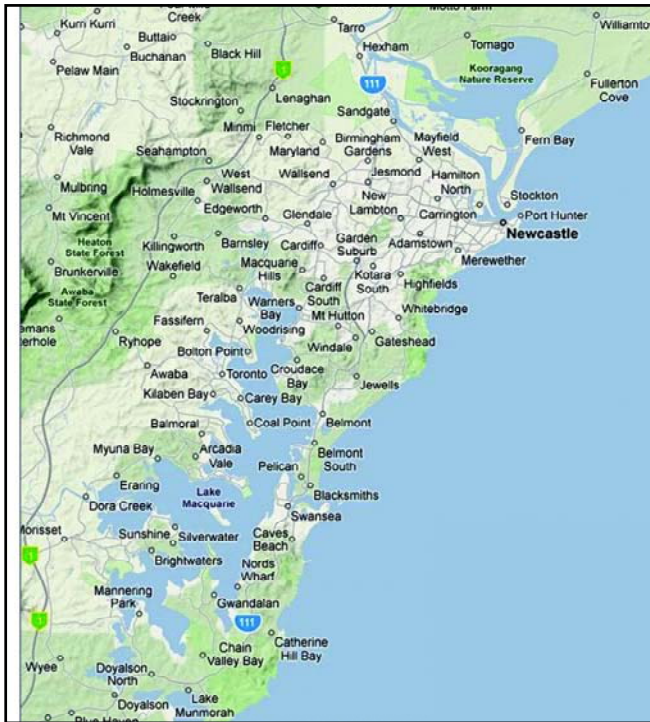 Kurri Kurri
Buttai
Buchanan
Black Hill
Tarro
Hexham
Tomago
Pelaw Main
1
111
Kooragang
Nature Reserve
Fullerton
Cove
Stockrington
Lenaghan
Sandgate
Richmond
Vale
Minmi
Fletcher
Maryland
Birmingham
Gardens
Mayfield
West
Fern Bay
Seahampton
West
Wallsend
Wallsend
Jesmond
Hamilton
North
Mulbring
Holmesville
New
Lambton
Carrington
Stockton
Port Hunter
Mt Vincent
Edgeworth
Glendale
Newcastle
Heaton
State Forest
Killingworth
Barnsley
Cardiff
Garden
Suburb
Adamstown
Merewether
Brunkerville
Wakefield
Macquarie
Hills
Kotara
South
Highfields
Awaba
State Forest
Teralba
Warners
Bay
Cardiff
South
Mt Hutton
Whitebridge
Fassifern
Woodrising
Ryhope
Bolton Point
Windale
Gateshead
Awaba
Toronto
Croudace
Bay
Jewells
Kilaben Bay
Carey Bay
Coal Point
Belmont
Balmoral
Myuna Bay
Arcadia
Vale
Belmont
South
Pelican
Eraring
Lake
Macquarie
Blacksmiths
Dora Creek
Swansea
Sunshine
Silverwater
Caves
Beach
1
Brightwaters
Nords
Wharf
Mannering
Park
Gwandalan
1
111
Catherine
Hill Bay
Wyee
Chain
Valley Bay
Doyalson
North
Doyalson
Lake
Munmorah